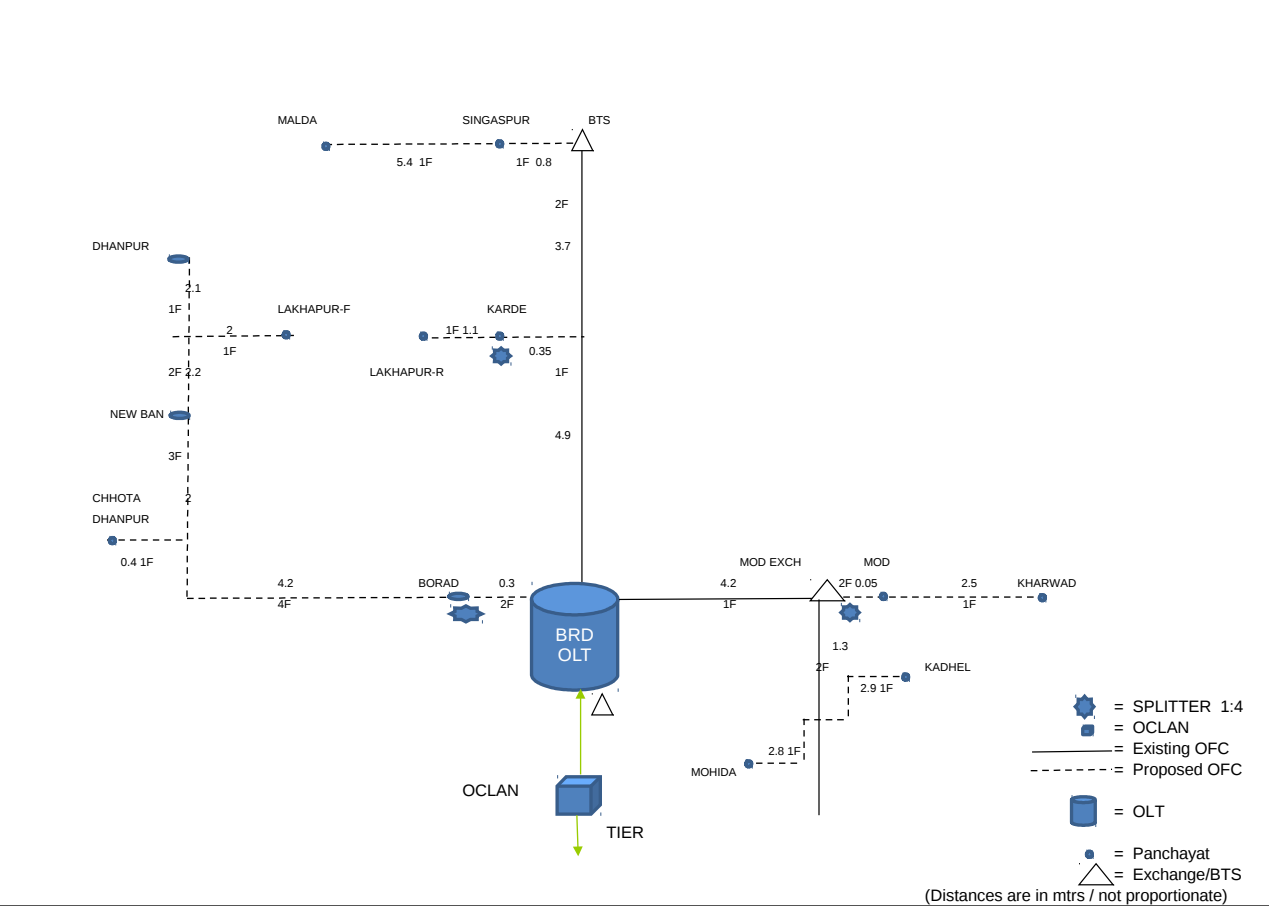 MALDA SINGASPUR BTS
5.4 1F 1F 0.8
2F
DHANPUR 3.7
2.1
1F LAKHAPUR-F KARDE
2 1F 1.1
1F 0.35
2F 2.2 LAKHAPUR-R 1F
NEW BAN
4.9
3F
CHHOTA 2
DHANPUR
0.4 1F MOD EXCH MOD
4.2 BORAD 0.3 4.2 2F 0.05 2.5 KHARWAD
4F 2F 1F 1F
BRD
OLT
1.3
2F KADHEL
2.9 1F
= SPLITTER 1:4
= OCLAN
= Existing OFC
2.8 1F
MOHIDA = Proposed OFC
OCLAN
= OLT
TIER
= Panchayat
= Exchange/BTS
(Distances are in mtrs / not proportionate)